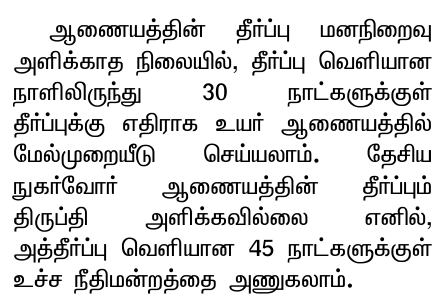 ஆணையத்தின் தீர்ப்பு மனநிறைவு
அளிக்காத நிலையில், தீர்ப்பு வெளியான
நாளிலிருந்து 30 நாட்களுக்குள்
தீர்ப்புக்கு எதிராக உயர் ஆணையத்தில்
மேல்முறையீடு செய்யலாம். தேசிய
நுகர்வோர் ஆணையத்தின் தீர்ப்பும்
திருப்தி அளிக்கவில்லை எனில்,
அத்தீர்ப்பு வெளியான 45 நாட்களுக்குள்
உச்ச நீதிமன்றத்தை அணுகலாம்.